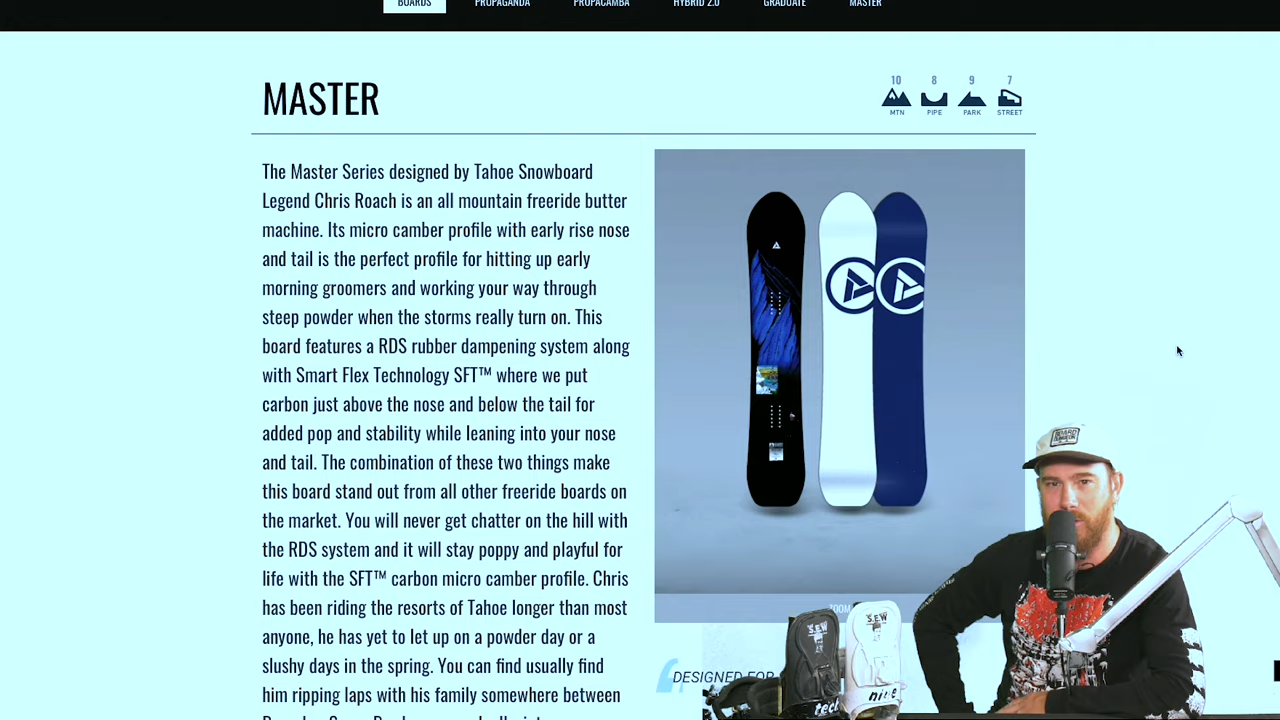 BOARDS PROPAGANDA PROPACAMBA HYBRID 2.0 GRADUATE MASTER
MASTER
10 8 9 7
MTN PIPE PARK STREET
The Master Series designed by Tahoe Snowboard
Legend Chris Roach is an all mountain freeride butter
machine. Its micro camber profile with early rise nose
and tail is the perfect profile for hitting up early
morning groomers and working your way through
steep powder when the storms really turn on. This
board features a RDS rubber dampening system along
with Smart Flex Technology SFT™ where we put
carbon just above the nose and below the tail for
added pop and stability while leaning into your nose
and tail. The combination of these two things make
this board stand out from all other freeride boards on
the market. You will never get chatter on the hill with
the RDS system and it will stay poppy and playful for
life with the SFT™ carbon micro camber profile. Chris
has been riding the resorts of Tahoe longer than most
anyone, he has yet to let up on a powder day or a
slushy days in the spring. You can find usually find
him ripping laps with his family somewhere between
ZOOM
DESIGNED FOR
S.E.W S.E.W
tech nine